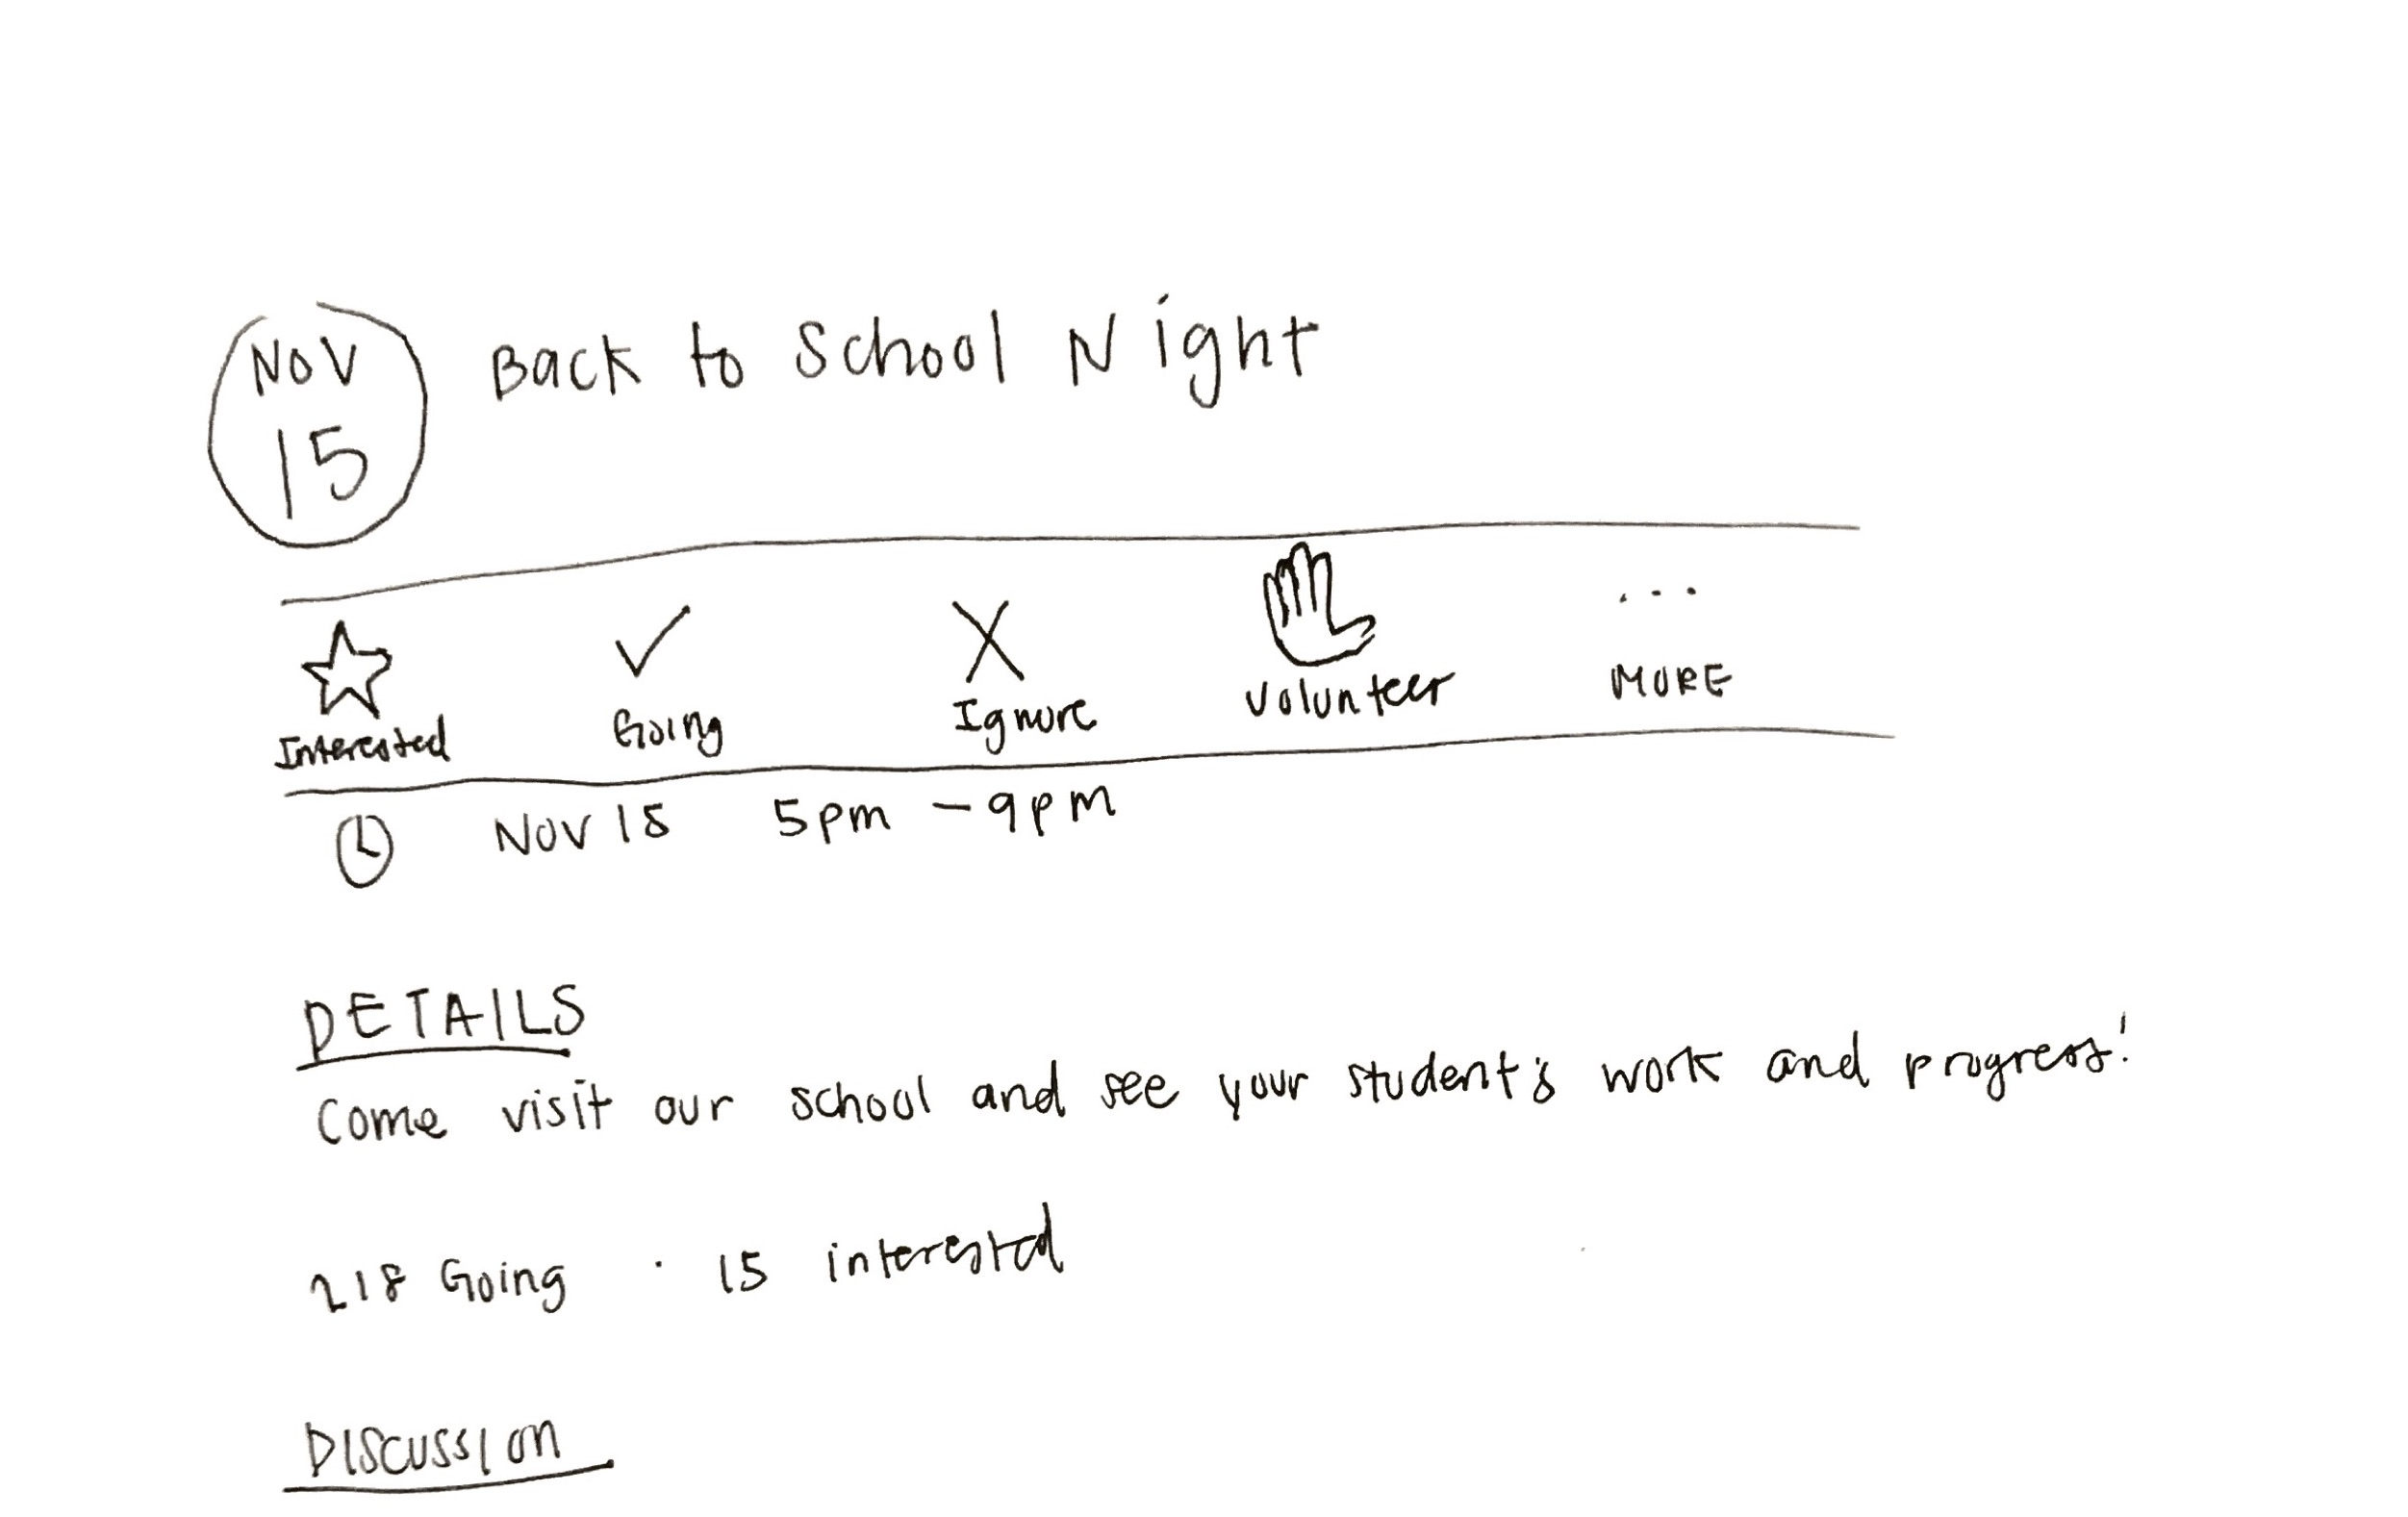 NOV
15
Back to School Night
Interested
Going
Ignore
Volunteer
... MORE
NOV 15 5pm - 9pm
DETAILS
Come visit our school and see your student's work and progress!
218 Going · 15 interested
DISCUSSION